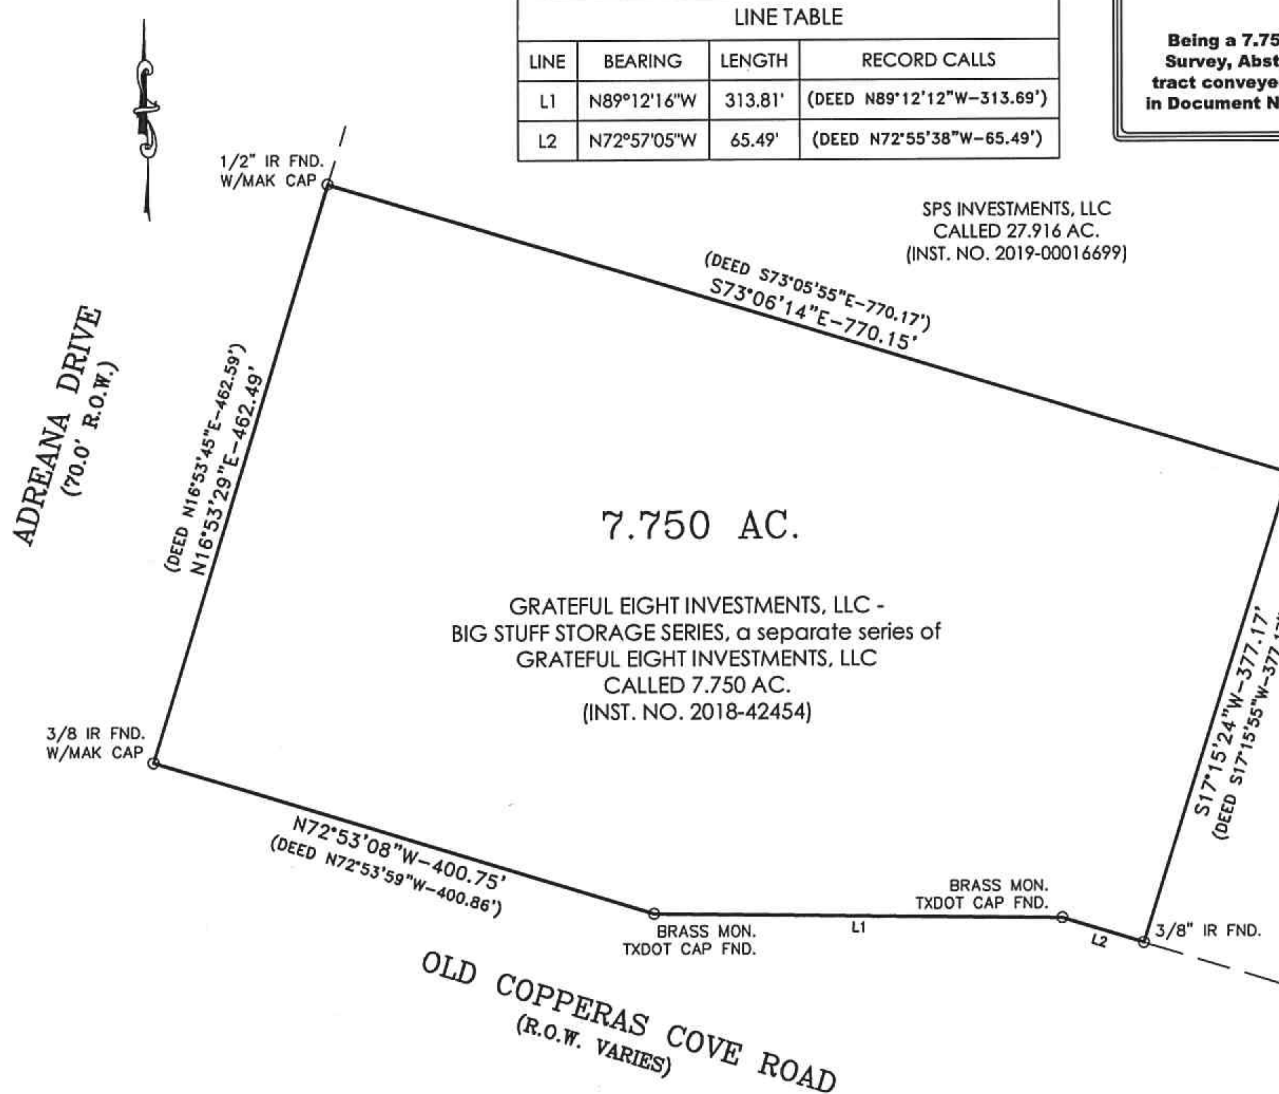 LINE TABLE
LINE BEARING LENGTH RECORD CALLS
L1 N89°12'16"W 313.81' (DEED N89°12'12"W-313.69')
L2 N72°57'05"W 65.49' (DEED N72°55'38"W-65.49')
Being a 7.75
Survey, Abst
tract conveye
in Document N
1/2" IR FND.
W/MAK CAP
SPS INVESTMENTS, LLC
CALLED 27.916 AC.
(INST. NO. 2019-00016699)
(DEED S73°05'55"E-770.17')
S73°06'14"E-770.15'
ADREANA DRIVE
(70.0' R.O.W.)
(DEED N16°53'45"E-462.59')
N16°53'29"E-462.49'
7.750 AC.
GRATEFUL EIGHT INVESTMENTS, LLC -
BIG STUFF STORAGE SERIES, a separate series of
GRATEFUL EIGHT INVESTMENTS, LLC
CALLED 7.750 AC.
(INST. NO. 2018-42454)
S17°15'24"W-377.17'
(DEED S17°15'55"W-377.17'
3/8 IR FND.
W/MAK CAP
N72°53'08"W-400.75'
(DEED N72°53'59"W-400.86')
BRASS MON.
TXDOT CAP FND.
L1
BRASS MON.
TXDOT CAP FND.
L2
3/8" IR FND.
OLD COPPERAS COVE ROAD
(R.O.W. VARIES)